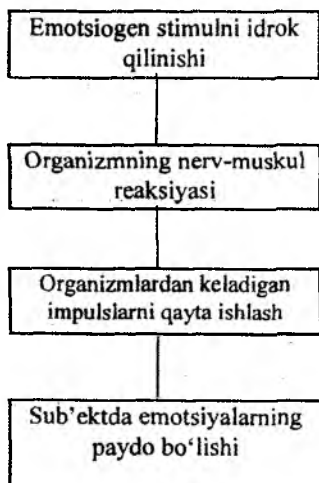 Emotsiogen stimulni idrok
qilinishi
Organizmning nerv-muskul
reaksiyasi
Organizmlardan keladigan
impulslarni qayta ishlash
Sub’ektda emotsiyalarning
paydo bo‘lishi